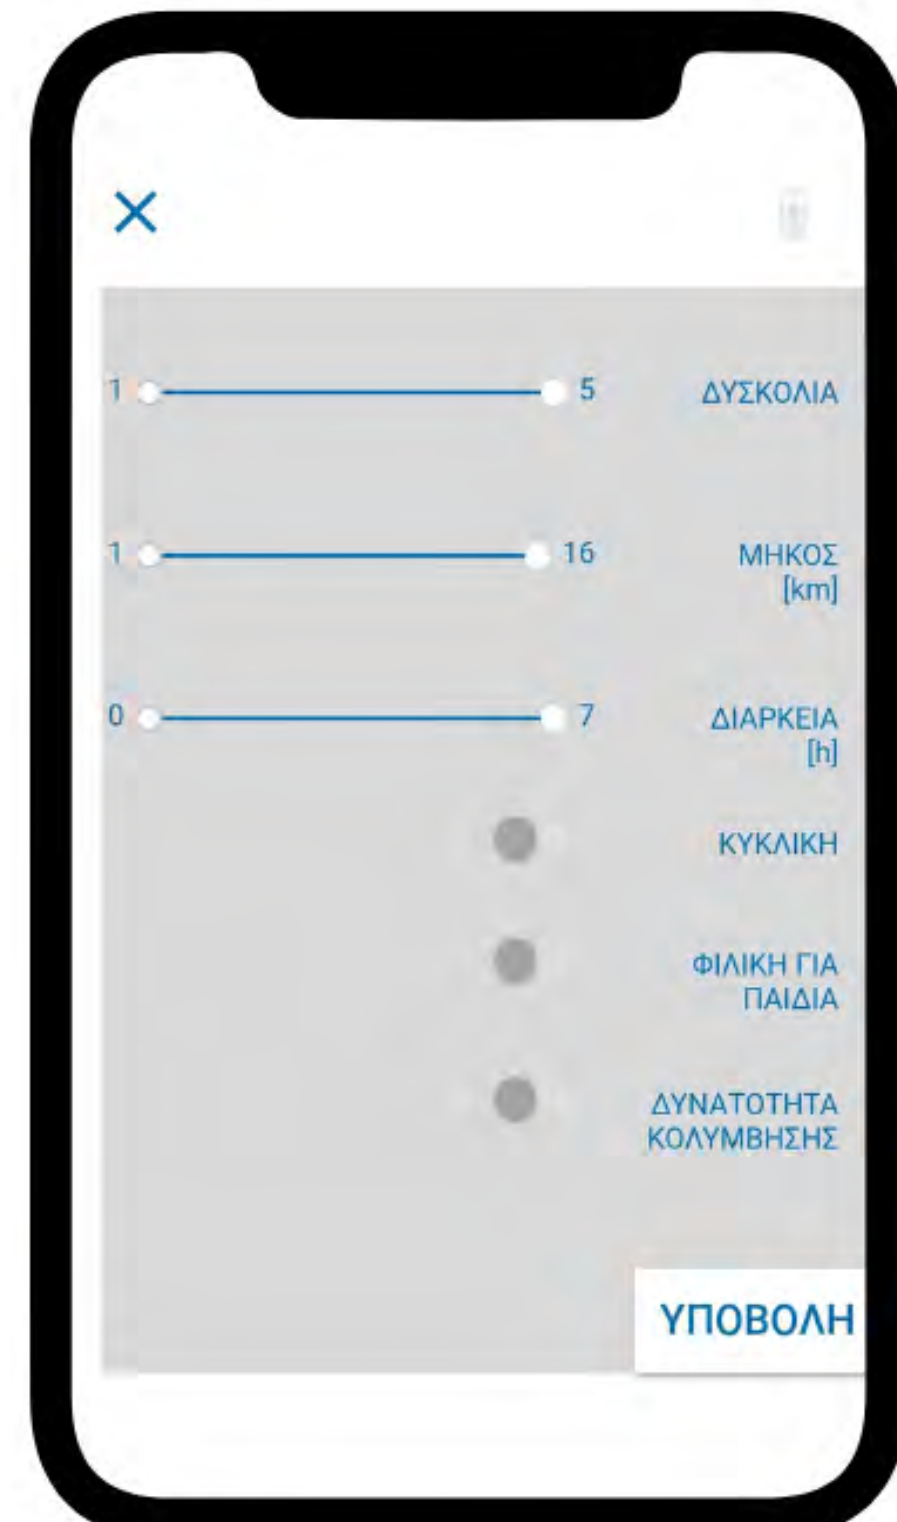 1 5 ΔΥΣΚΟΛΙΑ
1 16 ΜΗΚΟΣ
[km]
0 7 ΔΙΑΡΚΕΙΑ
[h]
ΚΥΚΛΙΚΗ
ΦΙΛΙΚΗ ΓΙΑ
ΠΑΙΔΙΑ
ΔΥΝΑΤΟΤΗΤΑ
ΚΟΛΥΜΒΗΣΗΣ
ΥΠΟΒΟΛΗ